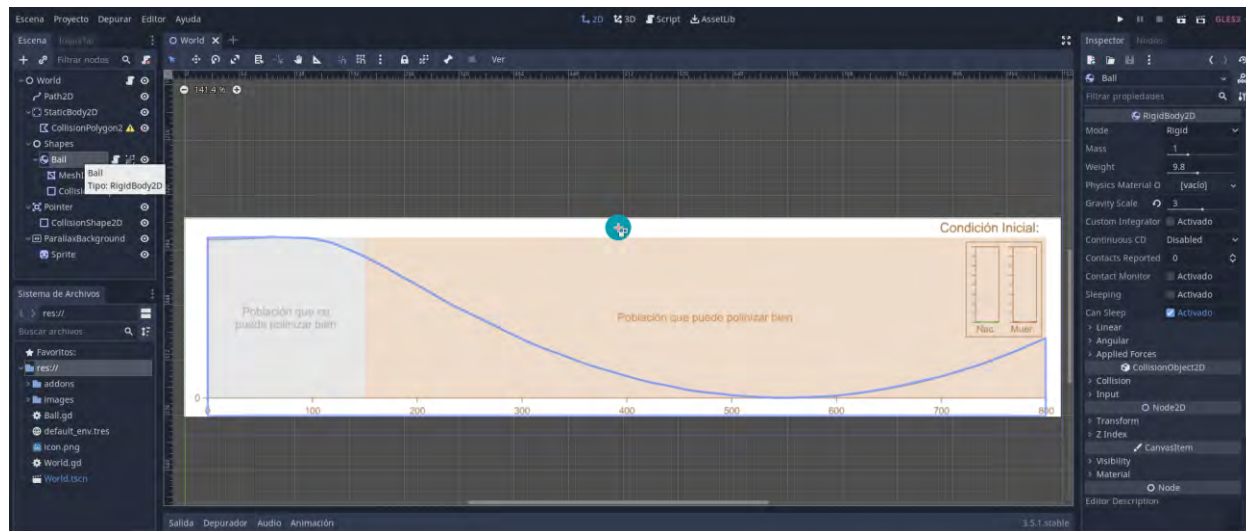 Escena Proyecto Depurar Editor Ayuda
2D 3D Script AssetLib
GLES3
Escena Importar
Filtrar nodos
World
Path2D
StaticBody2D
CollisionPolygon2
Shapes
Ball
MeshI
Collisi
Ball
Tipo: RigidBody2D
Pointer
CollisionShape2D
ParallaxBackground
Sprite
Sistema de Archivos
res://
Buscar archivos
Favoritos:
res://
addons
images
Ball.gd
default_env.tres
icon.png
World.gd
World.tscn
World
Ver
141.4 %
Condición Inicial:
Nac. Muer.
Población que no
puede polinizar bien
Población que puede polinizar bien
0
0 100 200 300 400 500 600 700 800
Salida Depurador Audio Animación
3.5.1.stable
Inspector Nodos
Ball
Filtrar propiedades
RigidBody2D
Mode Rigid
Mass 1
Weight 9.8
Physics Material O [vacío]
Gravity Scale 3
Custom Integrator Activado
Continuous CD Disabled
Contacts Reported 0
Contact Monitor Activado
Sleeping Activado
Can Sleep Activado
Linear
Angular
Applied Forces
CollisionObject2D
Collision
Input
Node2D
Transform
Z Index
CanvasItem
Visibility
Material
Node
Editor Description